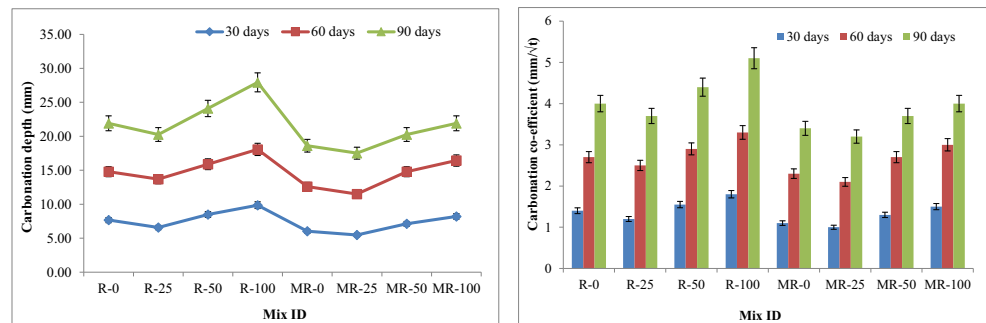 30 days 60 days 90 days
Carbonation depth (mm)
35.00
30.00
25.00
20.00
15.00
10.00
5.00
0.00
R-0 R-25 R-50 R-100 MR-0 MR-25 MR-50 MR-100
Mix ID
30 days 60 days 90 days
Carbonation co-efficient (mm/√t)
6
5
4
3
2
1
0
R-0 R-25 R-50 R-100 MR-0 MR-25 MR-50 MR-100
Mix ID